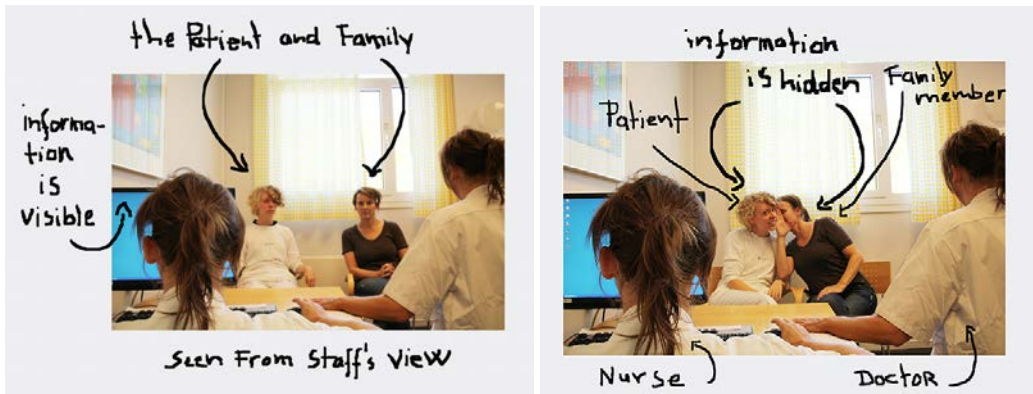 the Patient and Family
informa-
tion
is
visible
Seen From Staff's View
information
is hidden
Family
member
Patient
Nurse
Doctor